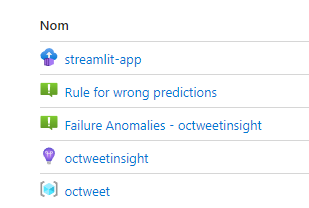 Nom
streamlit-app
Rule for wrong predictions
Failure Anomalies - octweetinsight
octweetinsight
octweet